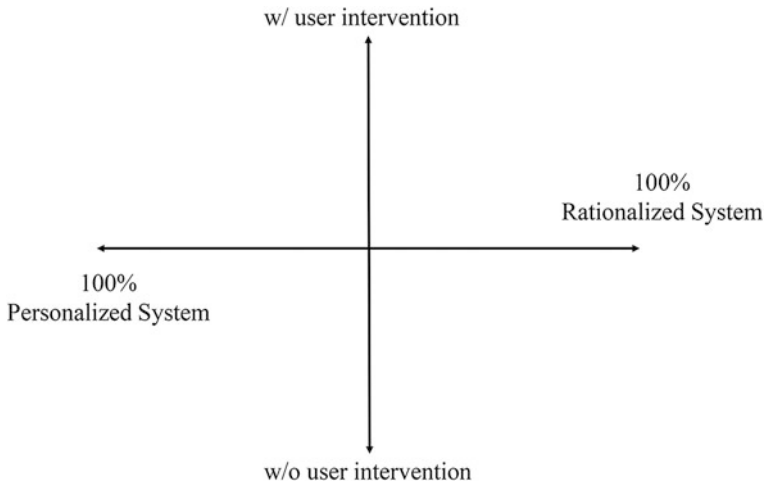 w/ user intervention
100%
Rationalized System
100%
Personalized System
w/o user intervention